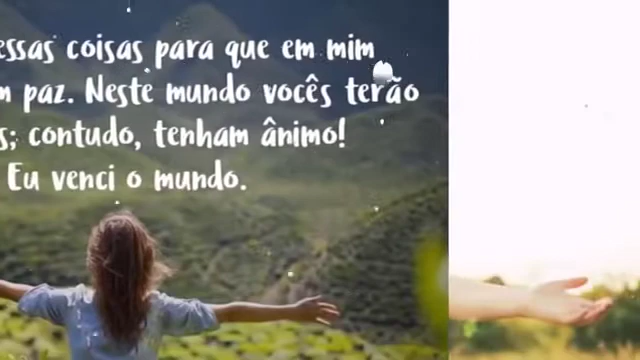 essas coisas para que em mim
paz. Neste mundo vocês terão
contudo, tenham ânimo!
Eu venci o mundo.